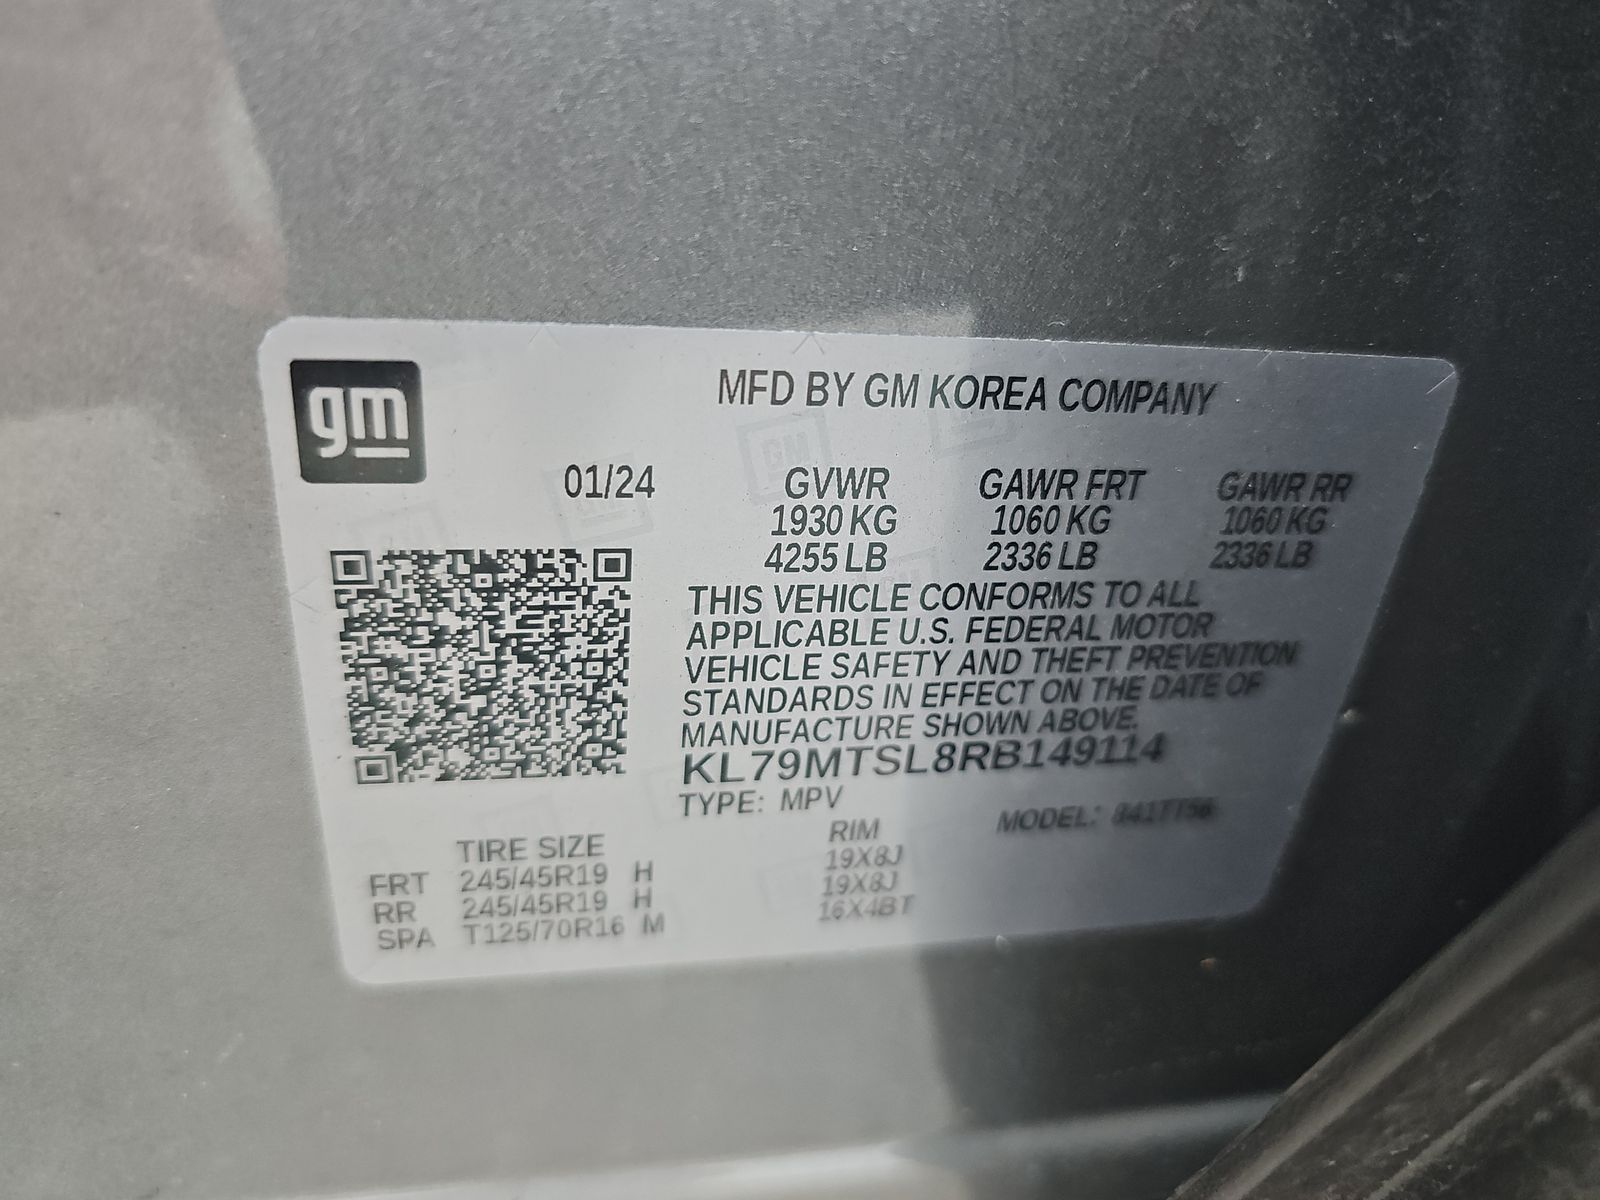 gm
MFD BY GM KOREA COMPANY
01/24 GVWR GAWR FRT GAWR RR
1930 KG 1060 KG 1060 KG
4255 LB 2336 LB 2336 LB
THIS VEHICLE CONFORMS TO ALL
APPLICABLE U.S. FEDERAL MOTOR
VEHICLE SAFETY AND THEFT PREVENTION
STANDARDS IN EFFECT ON THE DATE OF
MANUFACTURE SHOWN ABOVE.
KL79MTSL8RB149114
TYPE: MPV MODEL:
TIRE SIZE RIM
FRT 245/45R19 H 19X8J
RR 245/45R19 H 19X8J
SPA T125/70R16 M 16X4BT